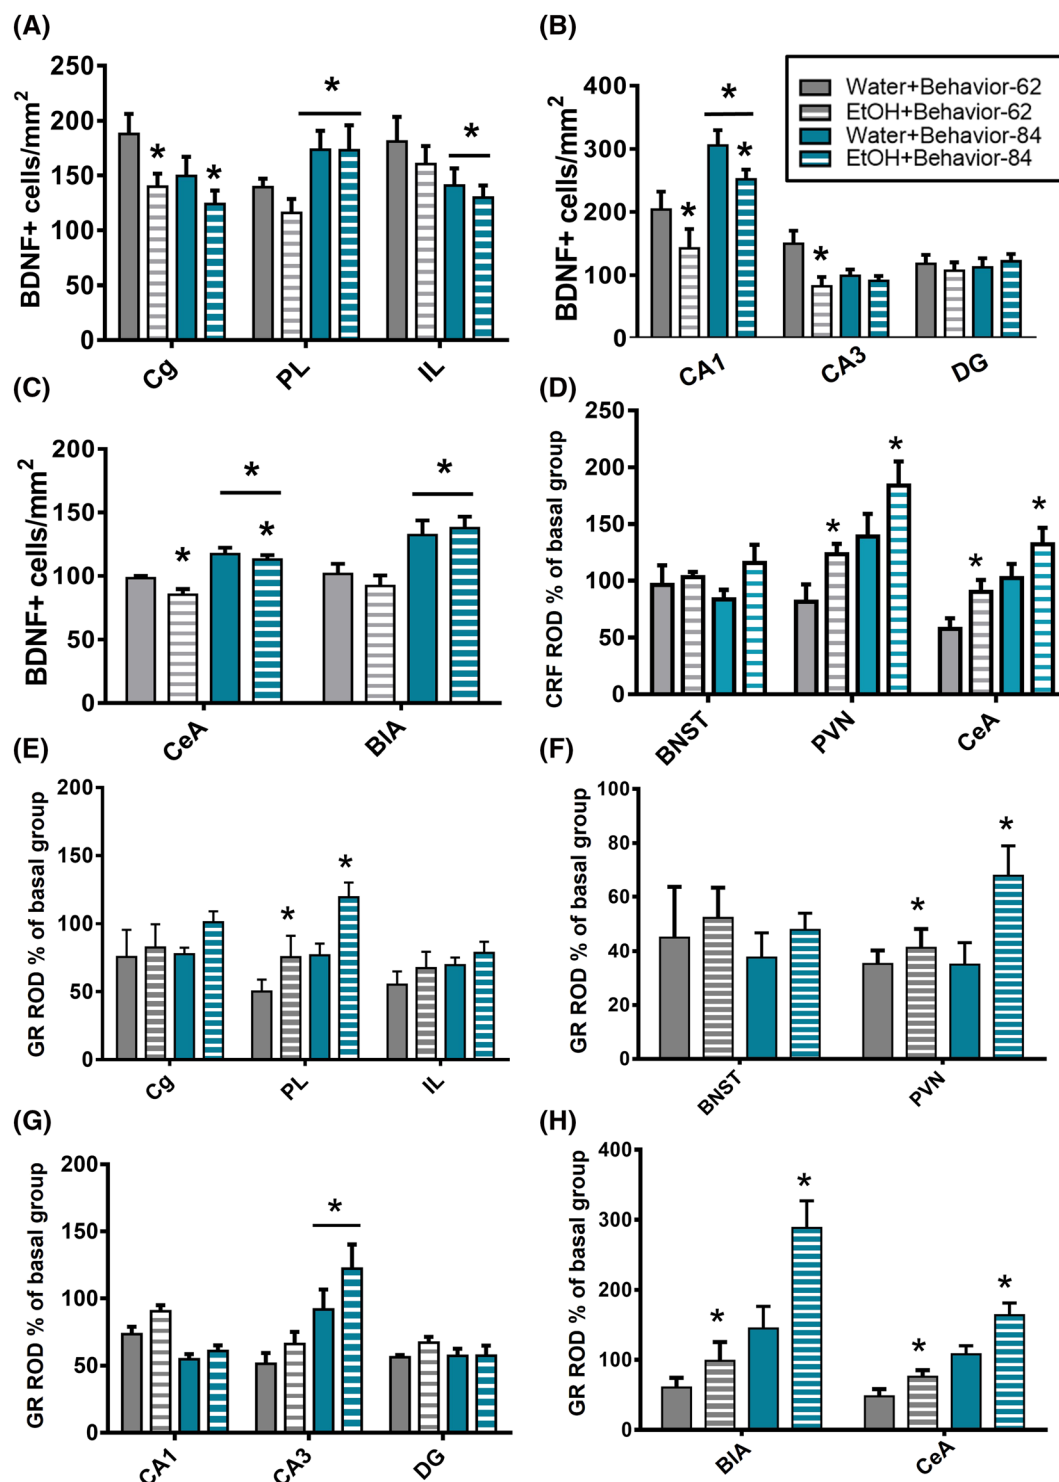 (A)
BDNF+ cells/mm²
250
200
150
100
50
0
*
*
*
*
Cg
PL
IL
(B)
BDNF+ cells/mm²
400
300
200
100
0
*
*
*
*
CA1
CA3
DG
Water+Behavior-62
EtOH+Behavior-62
Water+Behavior-84
EtOH+Behavior-84
(C)
BDNF+ cells/mm²
200
150
100
50
0
*
*
*
*
CeA
BIA
(D)
CRF ROD % of basal group
250
200
150
100
50
0
*
*
*
*
BNST
PVN
CeA
(E)
GR ROD % of basal group
200
150
100
50
0
*
*
Cg
PL
IL
(F)
GR ROD % of basal group
100
80
60
40
20
0
*
*
BNST
PVN
(G)
GR ROD % of basal group
200
150
100
50
0
*
CA1
CA3
DG
(H)
GR ROD % of basal group
400
300
200
100
0
*
*
*
*
BIA
CeA